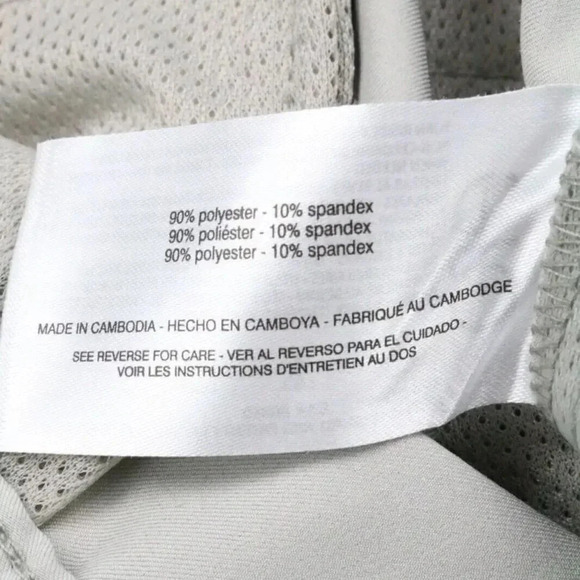 90% polyester - 10% spandex
90% poliéster - 10% spandex
90% polyester - 10% spandex
MADE IN CAMBODIA - HECHO EN CAMBOYA - FABRIQUÉ AU CAMBODGE
SEE REVERSE FOR CARE - VER AL REVERSO PARA EL CUIDADO -
VOIR LES INSTRUCTIONS D'ENTRETIEN AU DOS